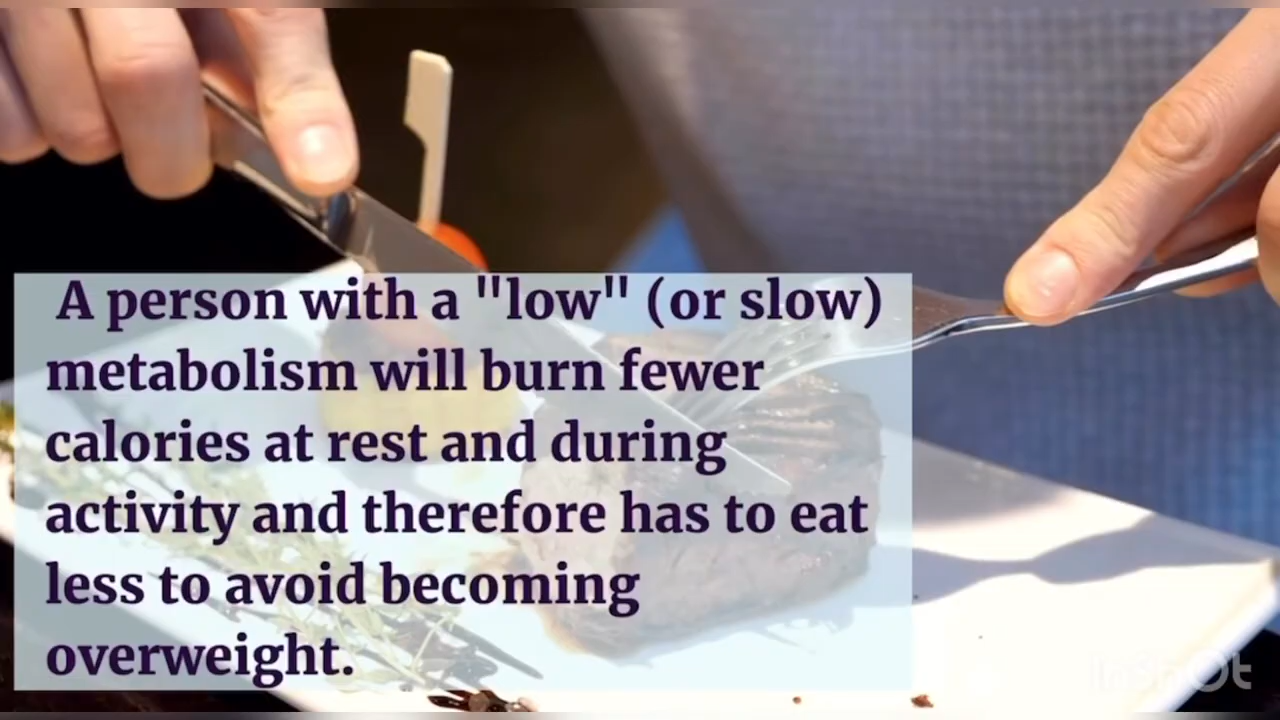 A person with a "low" (or slow)
metabolism will burn fewer
calories at rest and during
activity and therefore has to eat
less to avoid becoming
overweight.
InShOt